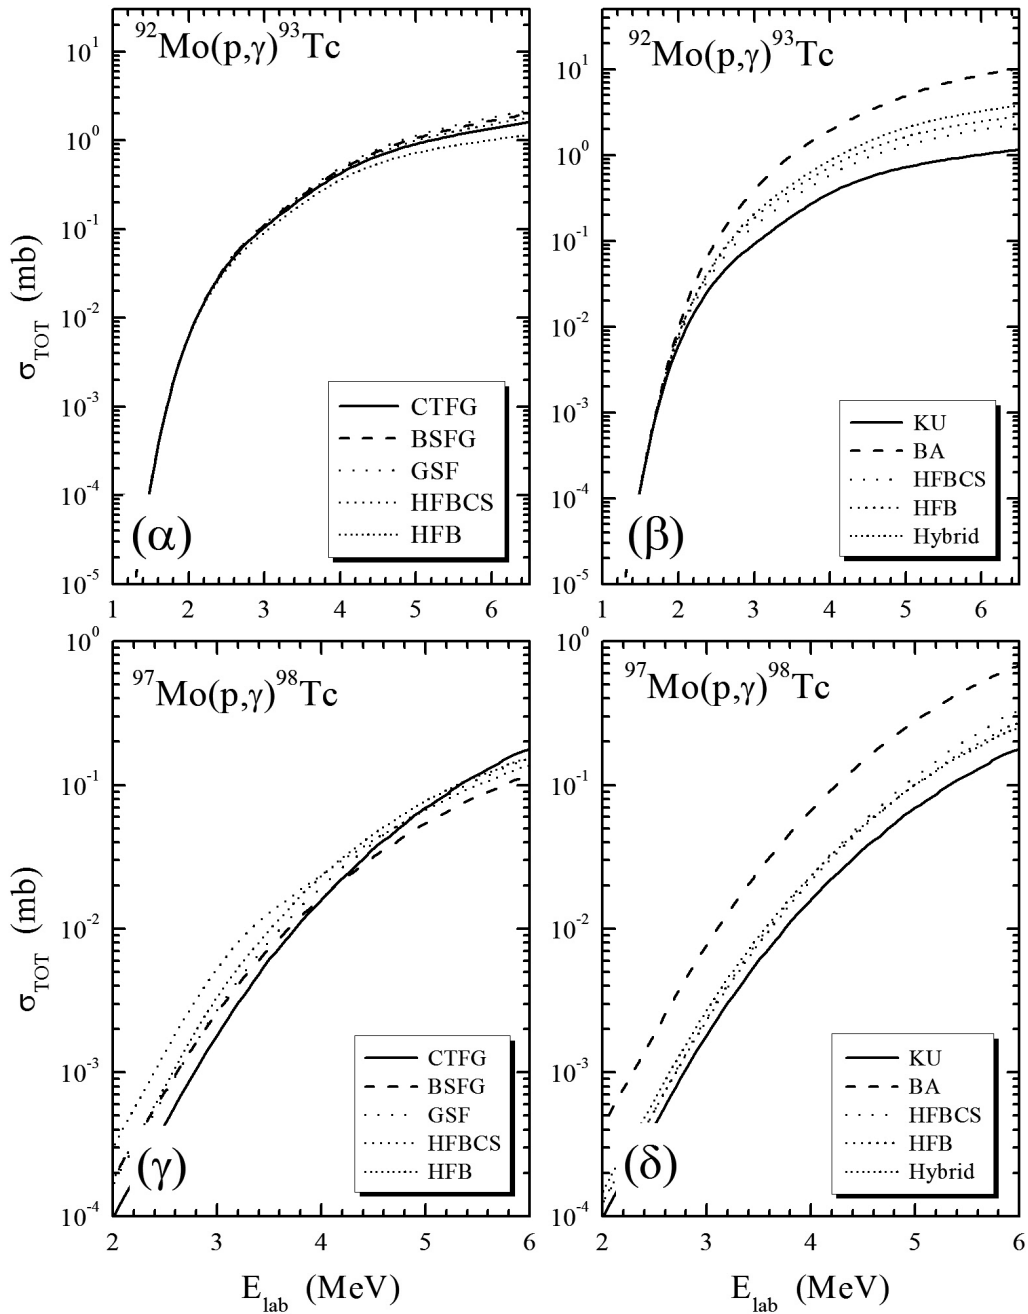 ⁹²Mo(p,γ)⁹³Tc
10¹
10⁰
10⁻¹
10⁻²
10⁻³
10⁻⁴
10⁻⁵
σTOT (mb)
CTFG
BSFG
GSF
HFBCS
HFB
(α)
1 2 3 4 5 6
⁹²Mo(p,γ)⁹³Tc
10¹
10⁰
10⁻¹
10⁻²
10⁻³
10⁻⁴
10⁻⁵
KU
BA
HFBCS
HFB
Hybrid
(β)
1 2 3 4 5 6
⁹⁷Mo(p,γ)⁹⁸Tc
10⁰
10⁻¹
10⁻²
10⁻³
10⁻⁴
σTOT (mb)
CTFG
BSFG
GSF
HFBCS
HFB
(γ)
2 3 4 5 6
Elab (MeV)
⁹⁷Mo(p,γ)⁹⁸Tc
10⁰
10⁻¹
10⁻²
10⁻³
10⁻⁴
KU
BA
HFBCS
HFB
Hybrid
(δ)
2 3 4 5 6
Elab (MeV)